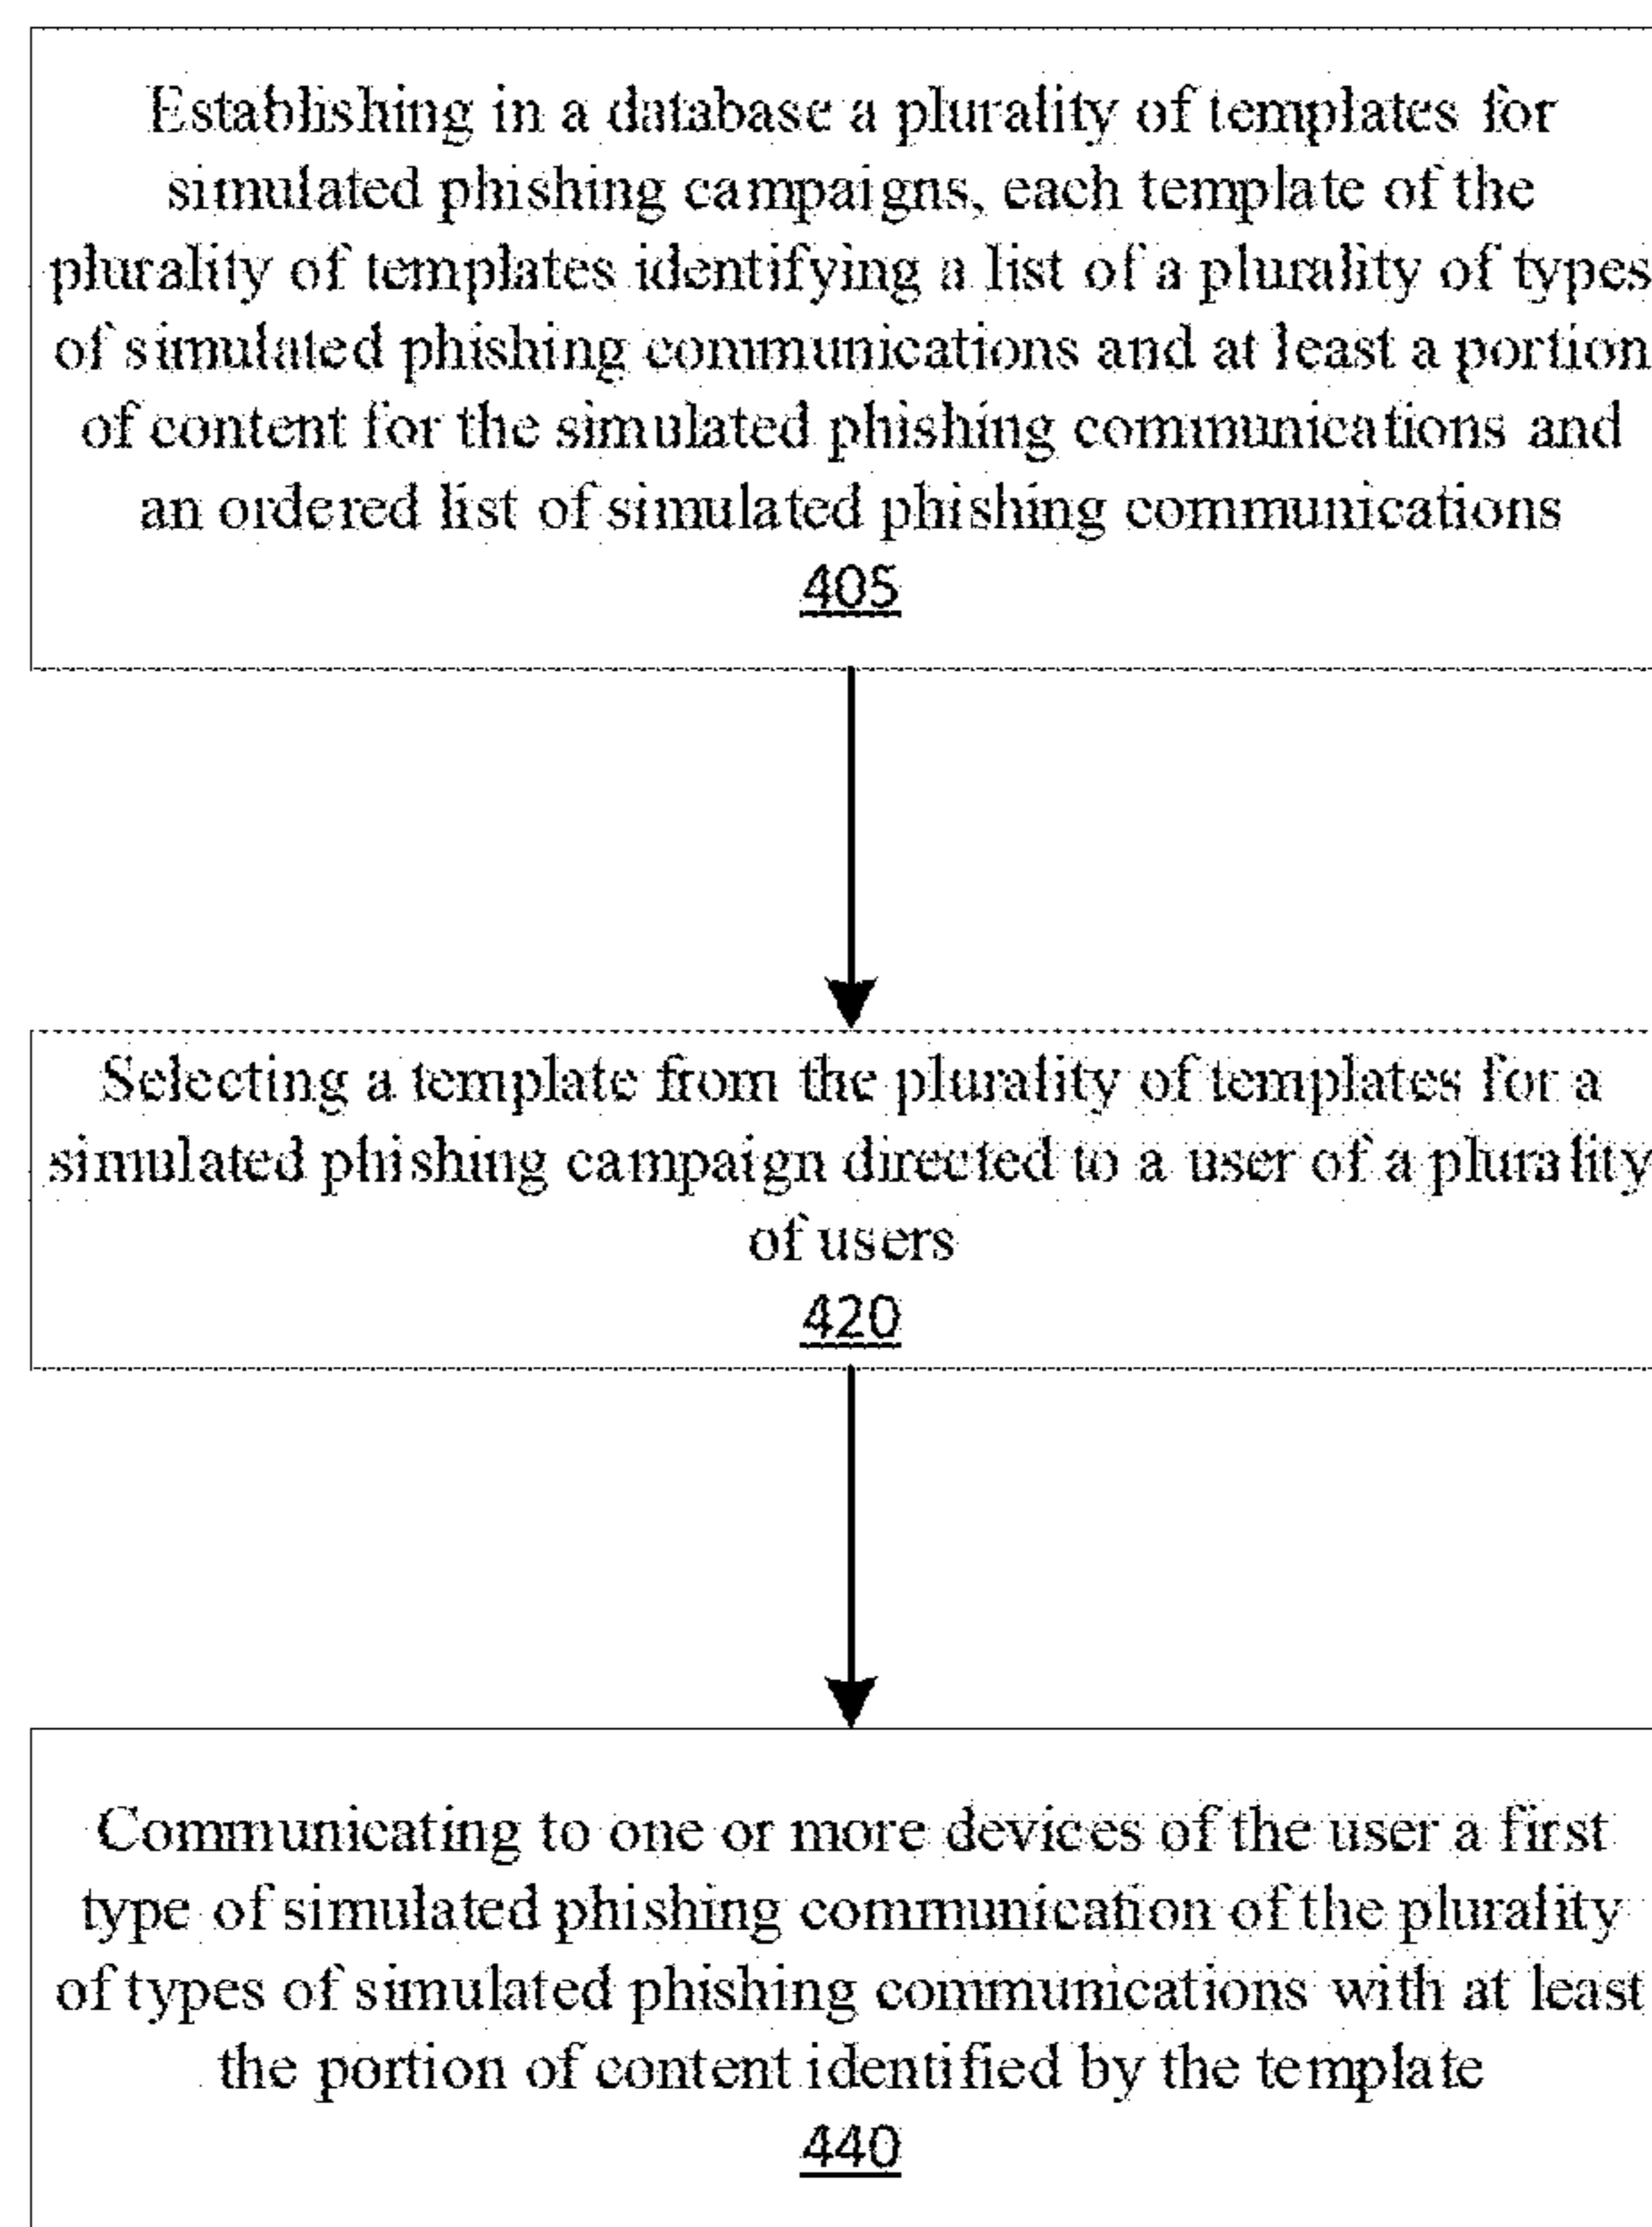 Establishing in a database a plurality of templates for
simulated phishing campaigns, each template of the
plurality of templates identifying a list of a plurality of types
of simulated phishing communications and at least a portion
of content for the simulated phishing communications and
an ordered list of simulated phishing communications
405
Selecting a template from the plurality of templates for a
simulated phishing campaign directed to a user of a plurality
of users
420
Communicating to one or more devices of the user a first
type of simulated phishing communication of the plurality
of types of simulated phishing communications with at least
the portion of content identified by the template
440